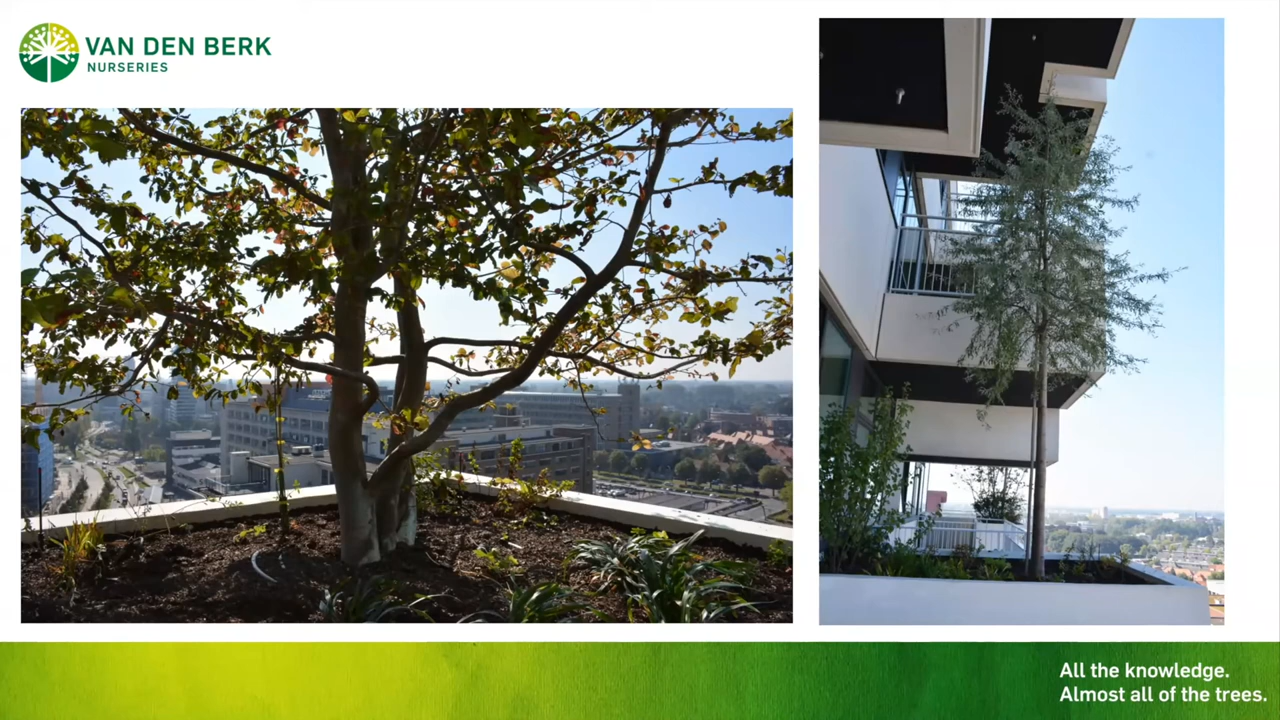 VAN DEN BERK
NURSERIES
All the knowledge.
Almost all of the trees.